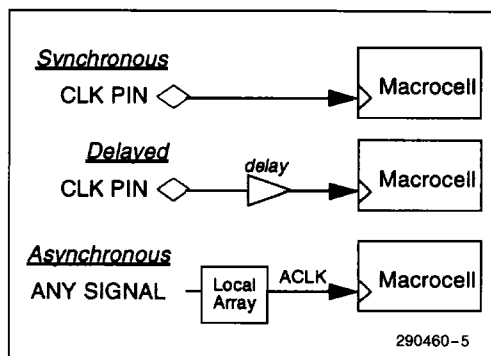 Synchronous
CLK PIN
Macrocell
Delayed
CLK PIN
delay
Macrocell
Asynchronous
ANY SIGNAL
Local
Array
ACLK
Macrocell
290460-5